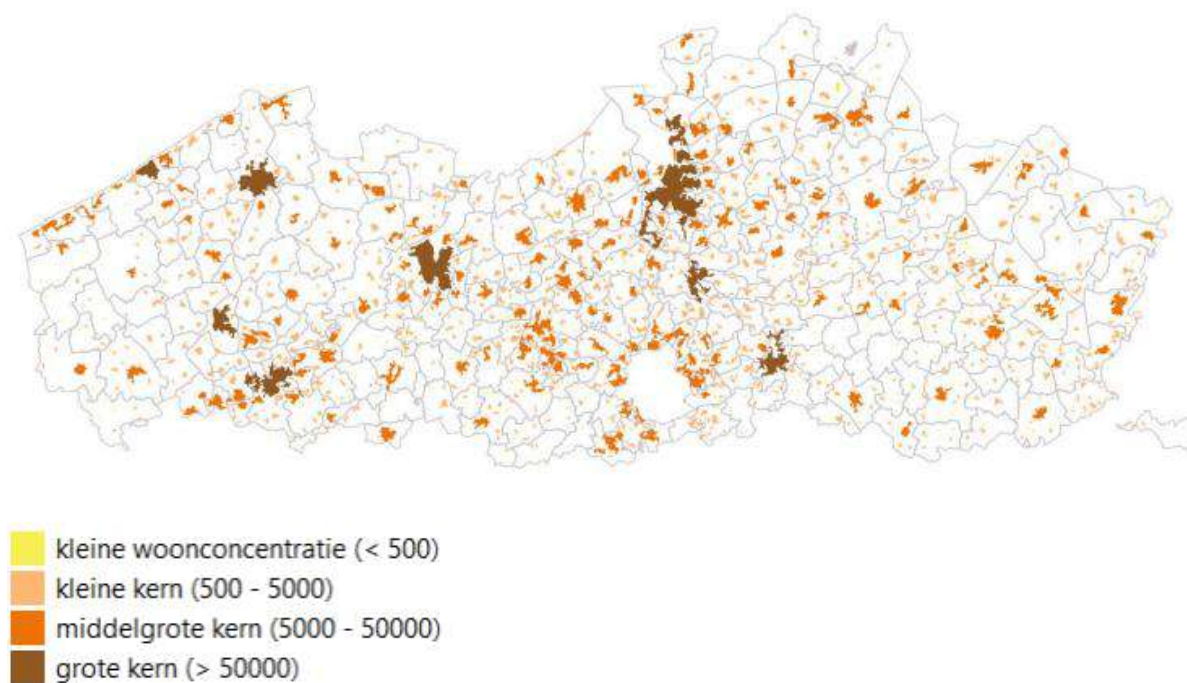 kleine woonconcentratie (< 500)
kleine kern (500 - 5000)
middelgrote kern (5000 - 50000)
grote kern (> 50000)